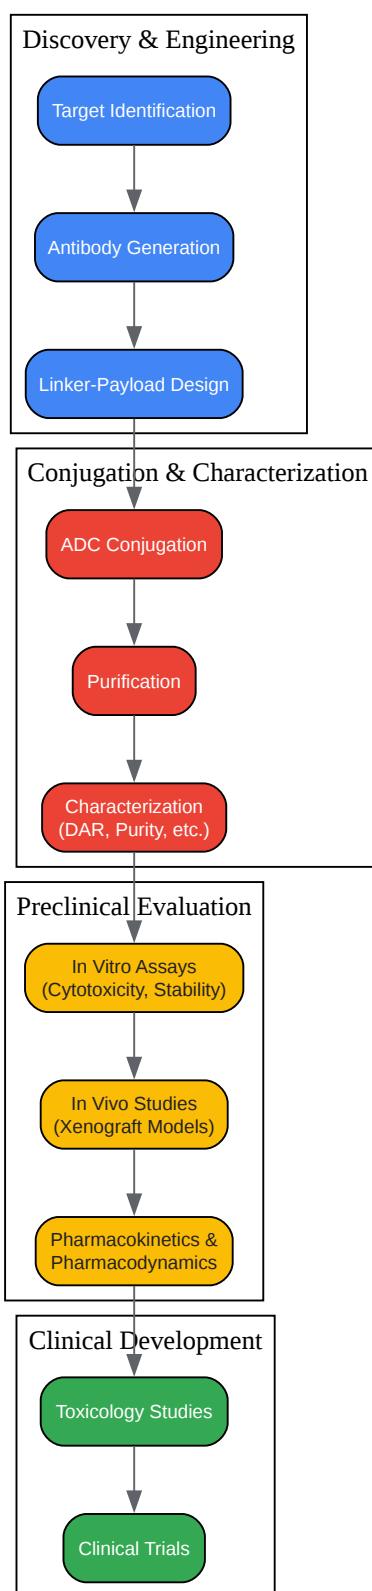 Discovery & Engineering
Target Identification
Antibody Generation
Linker-Payload Design
Conjugation & Characterization
ADC Conjugation
Purification
Characterization
(DAR, Purity, etc.)
Preclinical Evaluation
In Vitro Assays
(Cytotoxicity, Stability)
In Vivo Studies
(Xenograft Models)
Pharmacokinetics &
Pharmacodynamics
Clinical Development
Toxicology Studies
Clinical Trials